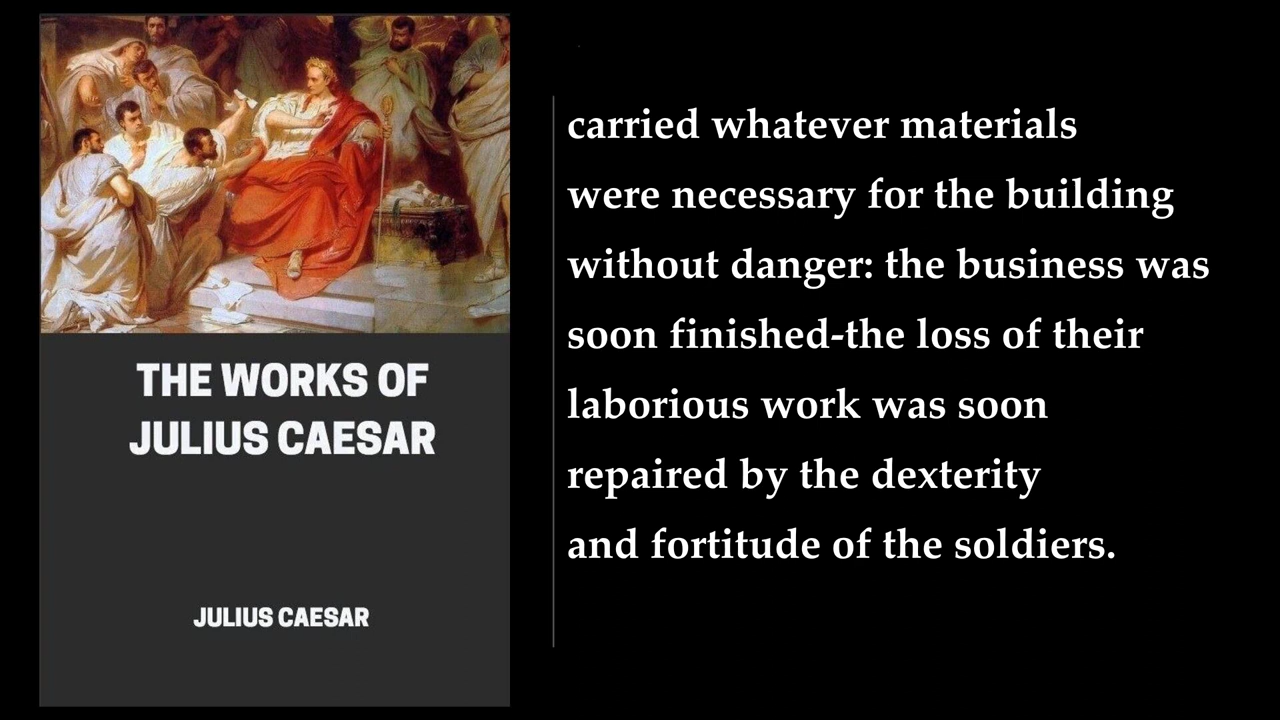 THE WORKS OF
JULIUS CAESAR
JULIUS CAESAR
carried whatever materials
were necessary for the building
without danger: the business was
soon finished-the loss of their
laborious work was soon
repaired by the dexterity
and fortitude of the soldiers.